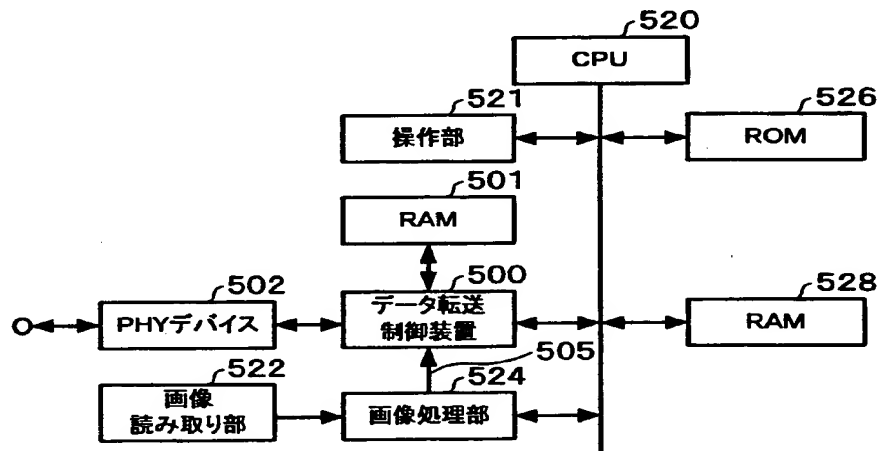 520
CPU
521
操作部
526
ROM
501
RAM
502
PHYデバイス
500
データ転送
制御装置
528
RAM
505
522
画像
読み取り部
524
画像処理部